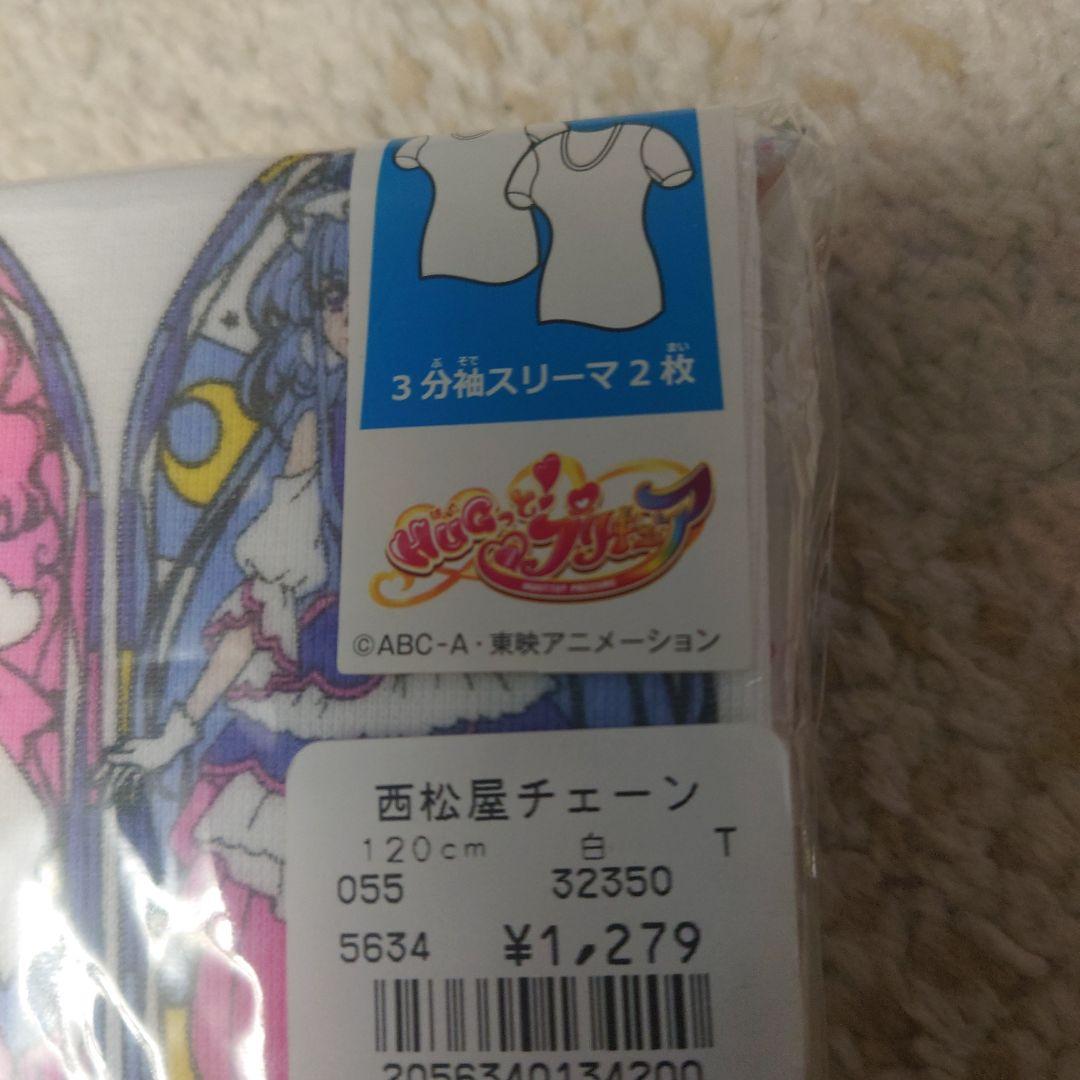 3分袖スリーマ2枚
ぶ そで まい
HUGっと!プリキュア
©ABC-A・東映アニメーション
西松屋チェーン
120cm 白 T
055 32350
5634 ¥1,279
2056340134200